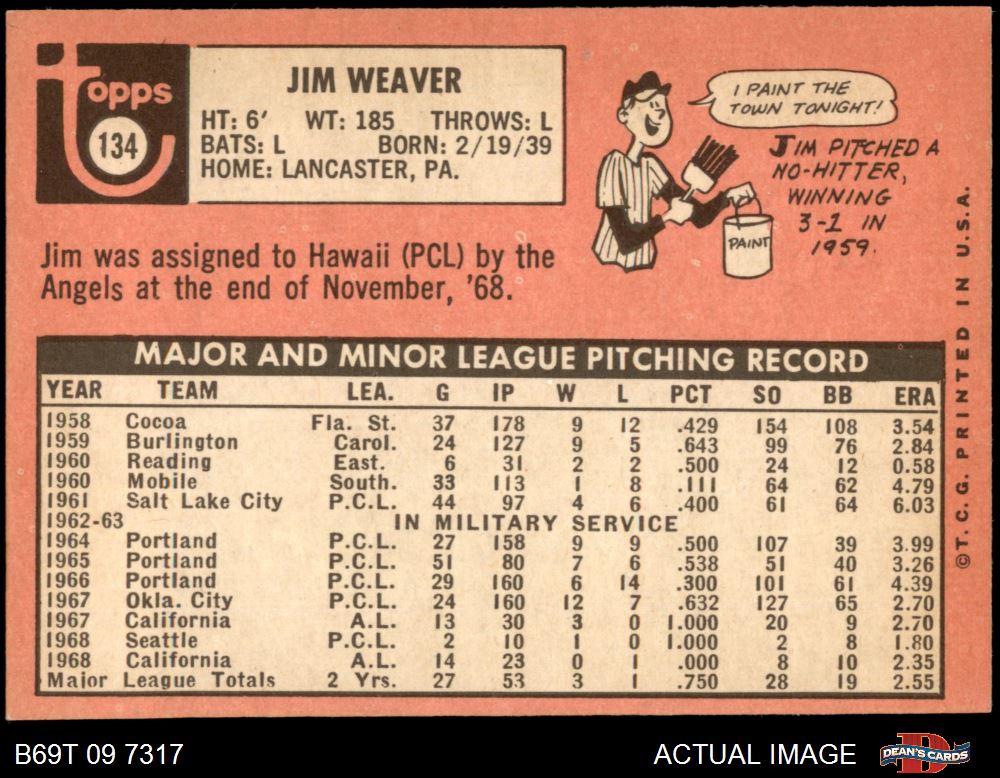 Topps
134
JIM WEAVER
HT: 6' WT: 185 THROWS: L
BATS: L BORN: 2/19/39
HOME: LANCASTER, PA.
I PAINT THE
TOWN TONIGHT!
JIM PITCHED A
NO-HITTER,
WINNING
3-1 IN
1959.
PAINT
Jim was assigned to Hawaii (PCL) by the
Angels at the end of November, '68.
MAJOR AND MINOR LEAGUE PITCHING RECORD
YEAR TEAM LEA. G IP W L PCT SO BB ERA
1958 Cocoa Fla. St. 37 178 9 12 .429 154 108 3.54
1959 Burlington Carol. 24 127 9 5 .643 99 76 2.84
1960 Reading East. 6 31 2 2 .500 24 12 0.58
1960 Mobile South. 33 113 1 8 .111 64 62 4.79
1961 Salt Lake City P.C.L. 44 97 4 6 .400 61 64 6.03
1962-63 IN MILITARY SERVICE
1964 Portland P.C.L. 27 158 9 9 .500 107 39 3.99
1965 Portland P.C.L. 51 80 7 6 .538 51 40 3.26
1966 Portland P.C.L. 29 160 6 14 .300 101 61 4.39
1967 Okla. City P.C.L. 24 160 12 7 .632 127 65 2.70
1967 California A.L. 13 30 3 0 1.000 20 9 2.70
1968 Seattle P.C.L. 2 10 1 0 1.000 2 8 1.80
1968 California A.L. 14 23 0 1 .000 8 10 2.35
Major League Totals 2 Yrs. 27 53 3 1 .750 28 19 2.55
©T. C. G. PRINTED IN U.S.A.
B69T 09 7317
ACTUAL IMAGE
DEAN'S CARDS